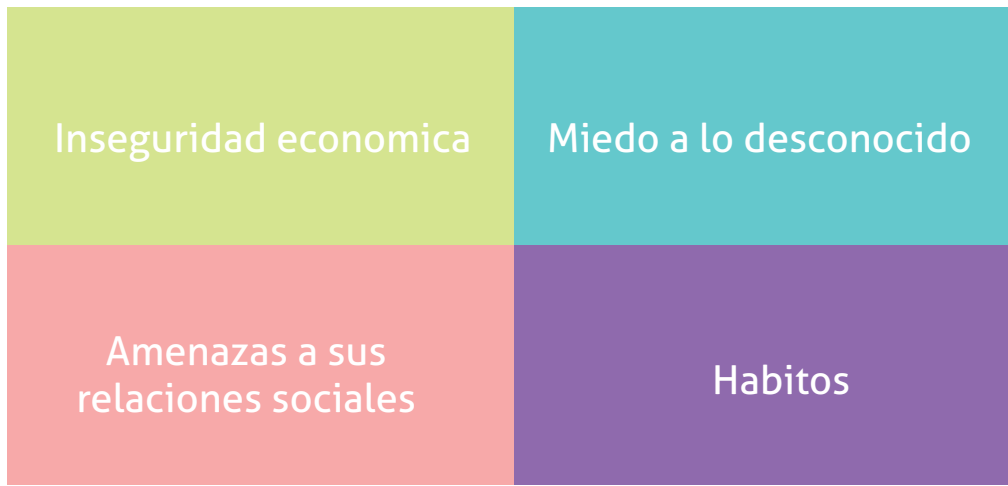 Inseguridad economica
Miedo a lo desconocido
Amenazas a sus
relaciones sociales
Habitos